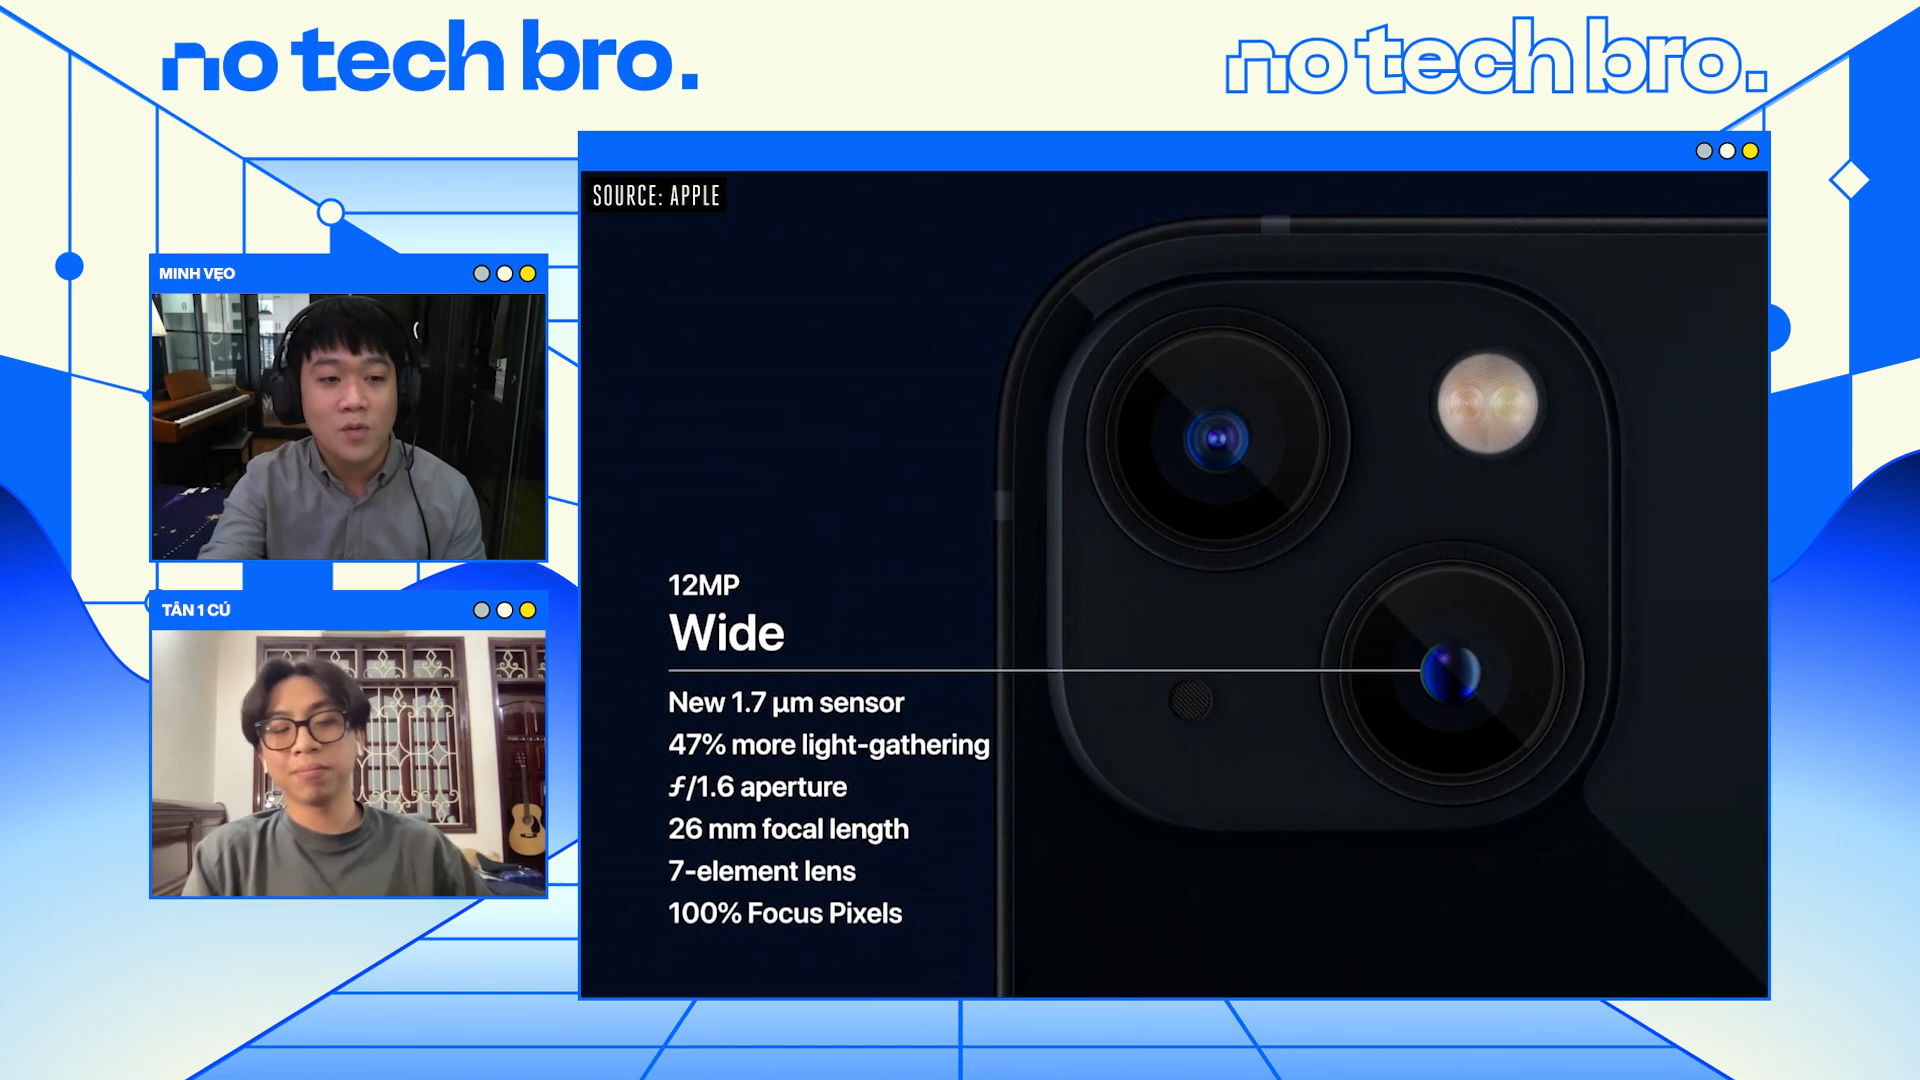 no tech bro.
no tech bro.
SOURCE: APPLE
MINH VẸO
TÂN 1 CÚ
12MP
Wide
New 1.7 µm sensor
47% more light-gathering
ƒ/1.6 aperture
26 mm focal length
7-element lens
100% Focus Pixels